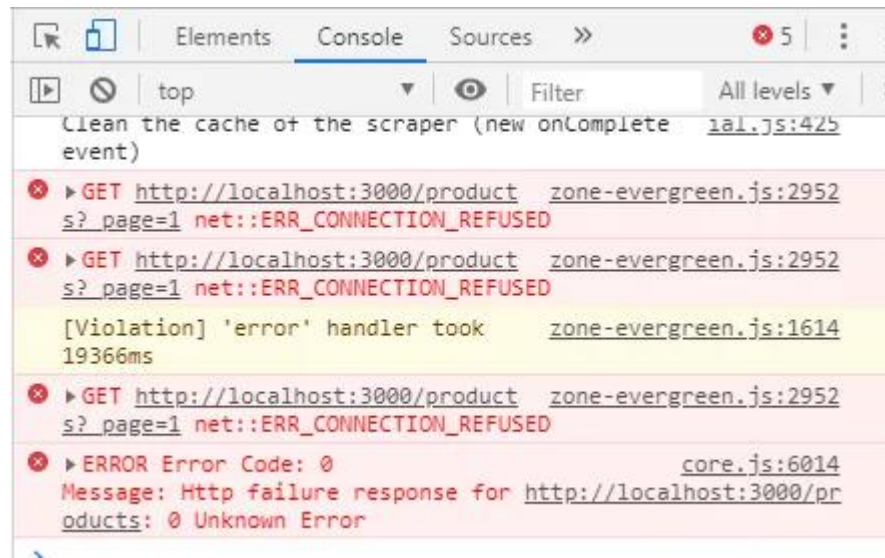 Elements Console Sources » 5
top Filter All levels
Clean the cache of the scraper (new onComplete ial.js:425
event)
GET http://localhost:3000/product zone-evergreen.js:2952
s?_page=1 net::ERR_CONNECTION_REFUSED
GET http://localhost:3000/product zone-evergreen.js:2952
s?_page=1 net::ERR_CONNECTION_REFUSED
[Violation] 'error' handler took zone-evergreen.js:1614
19366ms
GET http://localhost:3000/product zone-evergreen.js:2952
s?_page=1 net::ERR_CONNECTION_REFUSED
ERROR Error Code: 0 core.js:6014
Message: Http failure response for http://localhost:3000/pr
oducts: 0 Unknown Error